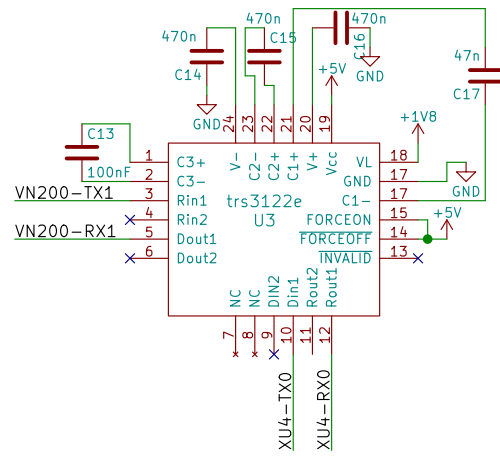 470n
C15
470n
C16
C14
GND
GND
+5V
47n
C17
+1V8
C13
100nF
24
23
22
21
20
19
V-
C2-
C2+
C1+
V+
Vcc
1
C3+
VL
18
2
C3-
GND
17
VN200-TX1
3
Rin1
trs3122e
C1-
17
GND
4
Rin2
U3
FORCEON
15
+5V
VN200-RX1
5
Dout1
FORCEOFF
14
6
Dout2
INVALID
13
NC
NC
DIN2
Din1
Rout2
Rout1
7
8
9
10
11
12
XU4-TX0
XU4-RX0